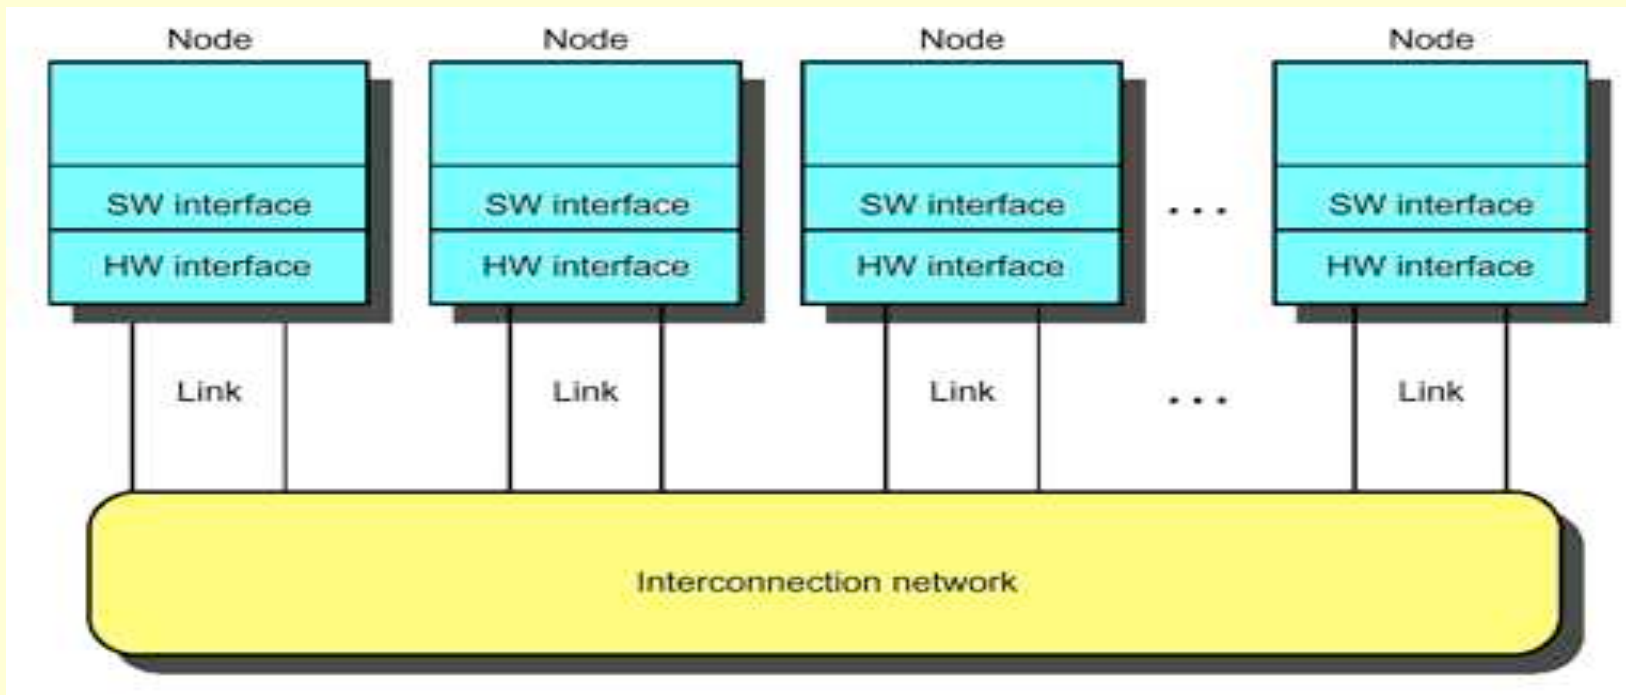 Node Node Node Node
SW interface SW interface SW interface ... SW interface
HW interface HW interface HW interface HW interface
Link Link Link ... Link
Interconnection network